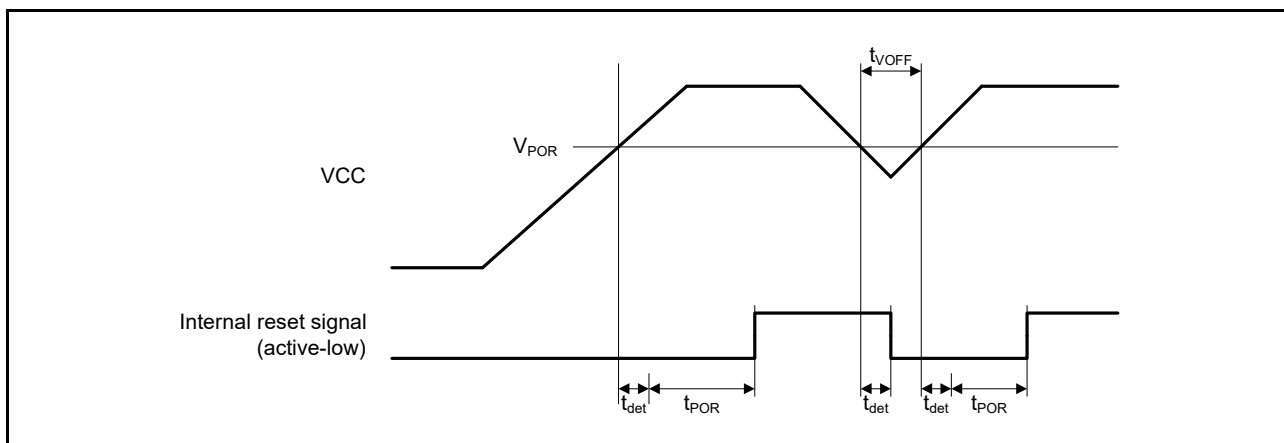 tVOFF
VPOR
VCC
Internal reset signal
(active-low)
tdet
tPOR
tdet
tdet
tPOR